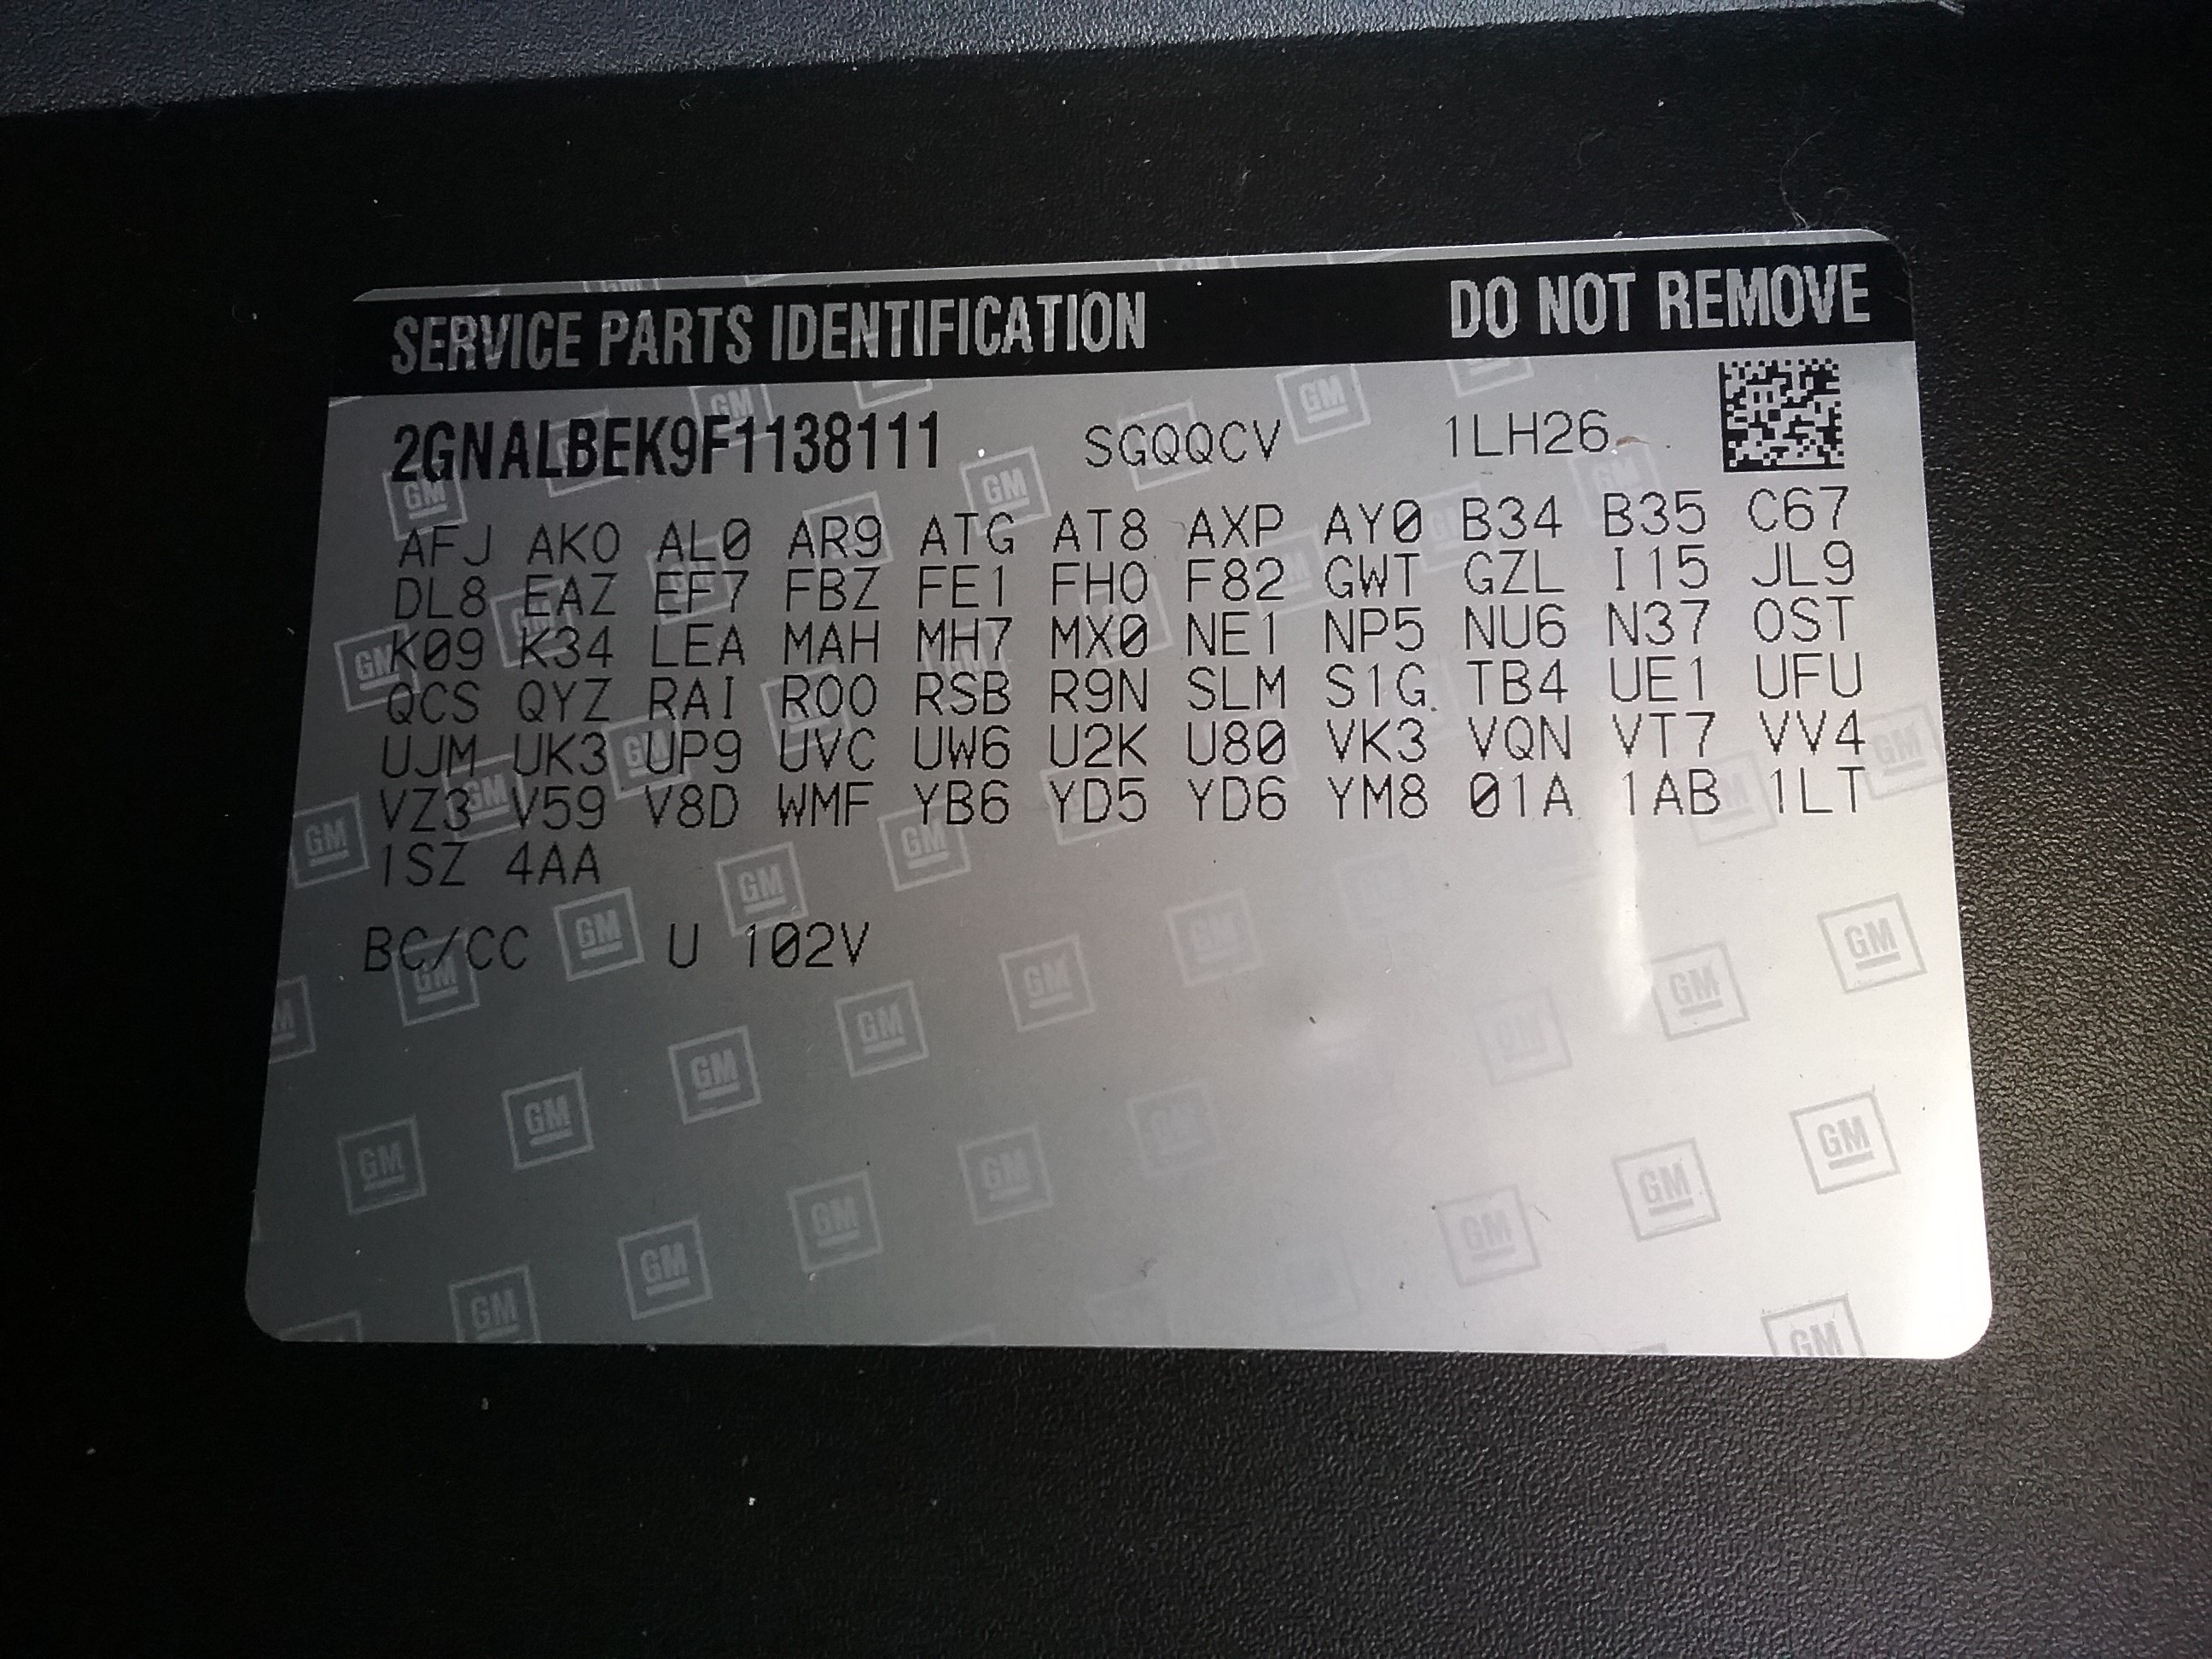 SERVICE PARTS IDENTIFICATION DO NOT REMOVE
2GNALBEK9F1138111 SGQQCV 1LH26
AFJ AKO AL0 AR9 ATG AT8 AXP AY0 B34 B35 C67
DL8 EAZ EF7 FBZ FE1 FHO F82 GWT GZL I15 JL9
K09 K34 LEA MAH MH7 MX0 NE1 NP5 NU6 N37 OST
QCS QYZ RAI ROO RSB R9N SLM S1G TB4 UE1 UFU
UJM UK3 UP9 UVC UW6 U2K U80 VK3 VQN VT7 VV4
VZ3 V59 V8D WMF YB6 YD5 YD6 YM8 01A 1AB 1LT
1SZ 4AA
BC/CC U 102V